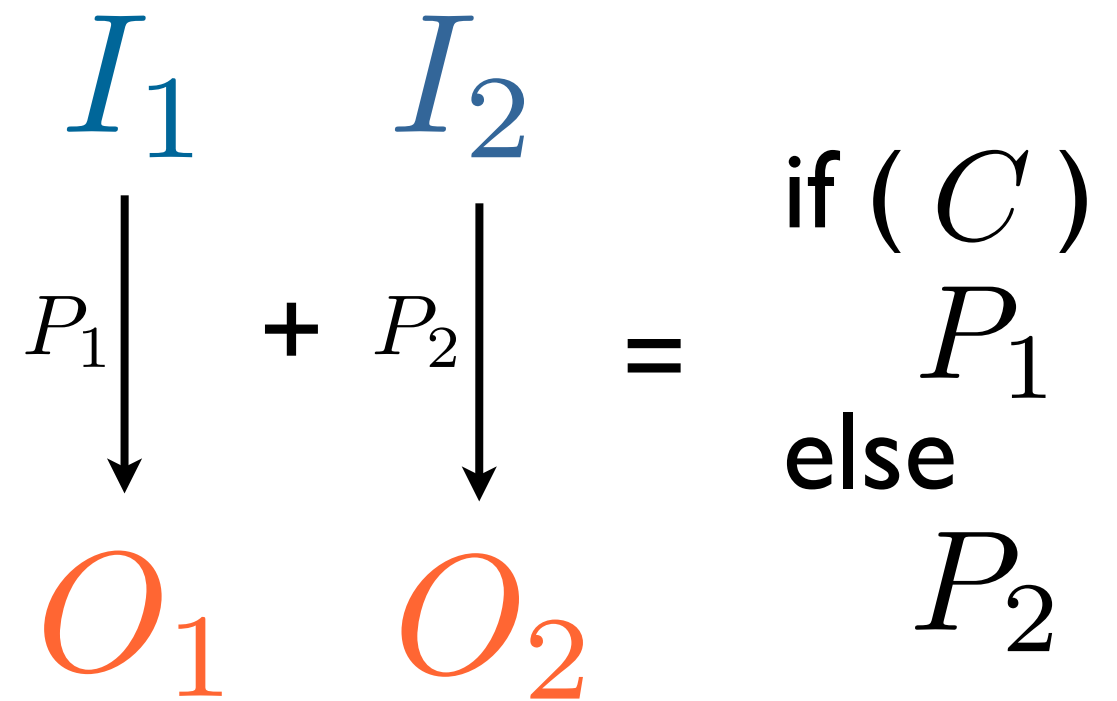 I₁ I₂
if ( C )
P₁ + P₂ = P₁
else
O₁ O₂ P₂